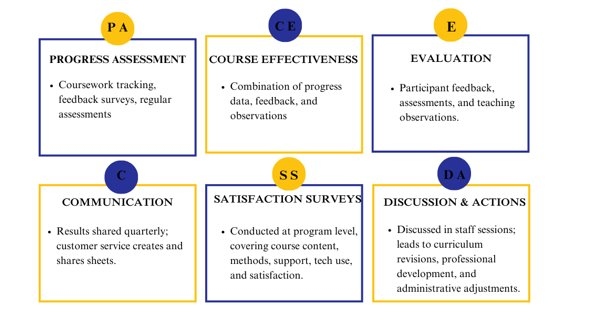 P A
PROGRESS ASSESSMENT
• Coursework tracking,
feedback surveys, regular
assessments
C E
COURSE EFFECTIVENESS
• Combination of progress
data, feedback, and
observations
E
EVALUATION
• Participant feedback,
assessments, and teaching
observations.
C
COMMUNICATION
• Results shared quarterly;
customer service creates and
shares sheets.
S S
SATISFACTION SURVEYS
• Conducted at program level,
covering course content,
methods, support, tech use,
and satisfaction.
D A
DISCUSSION & ACTIONS
• Discussed in staff sessions;
leads to curriculum
revisions, professional
development, and
administrative adjustments.